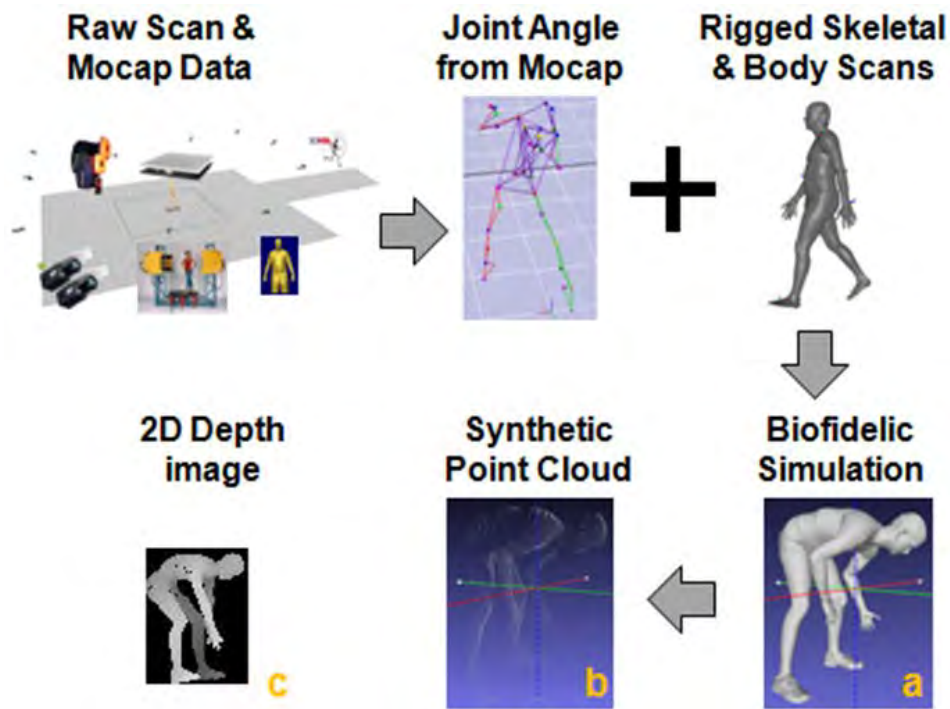 Raw Scan &
Mocap Data
Joint Angle
from Mocap
Rigged Skeletal
& Body Scans
2D Depth
image
Synthetic
Point Cloud
Biofidelic
Simulation
c
b
a